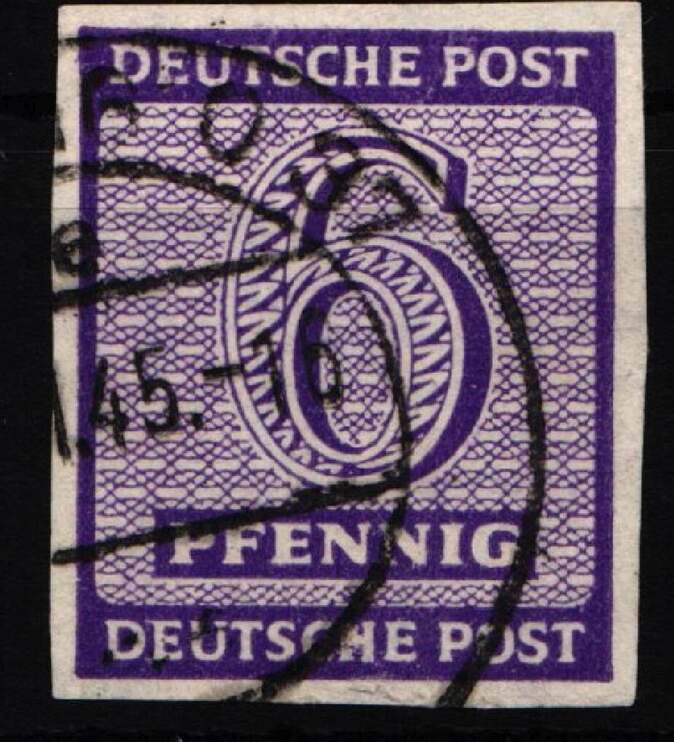 DEUTSCHE POST
6
PFENNIG
DEUTSCHE POST
.45.-16